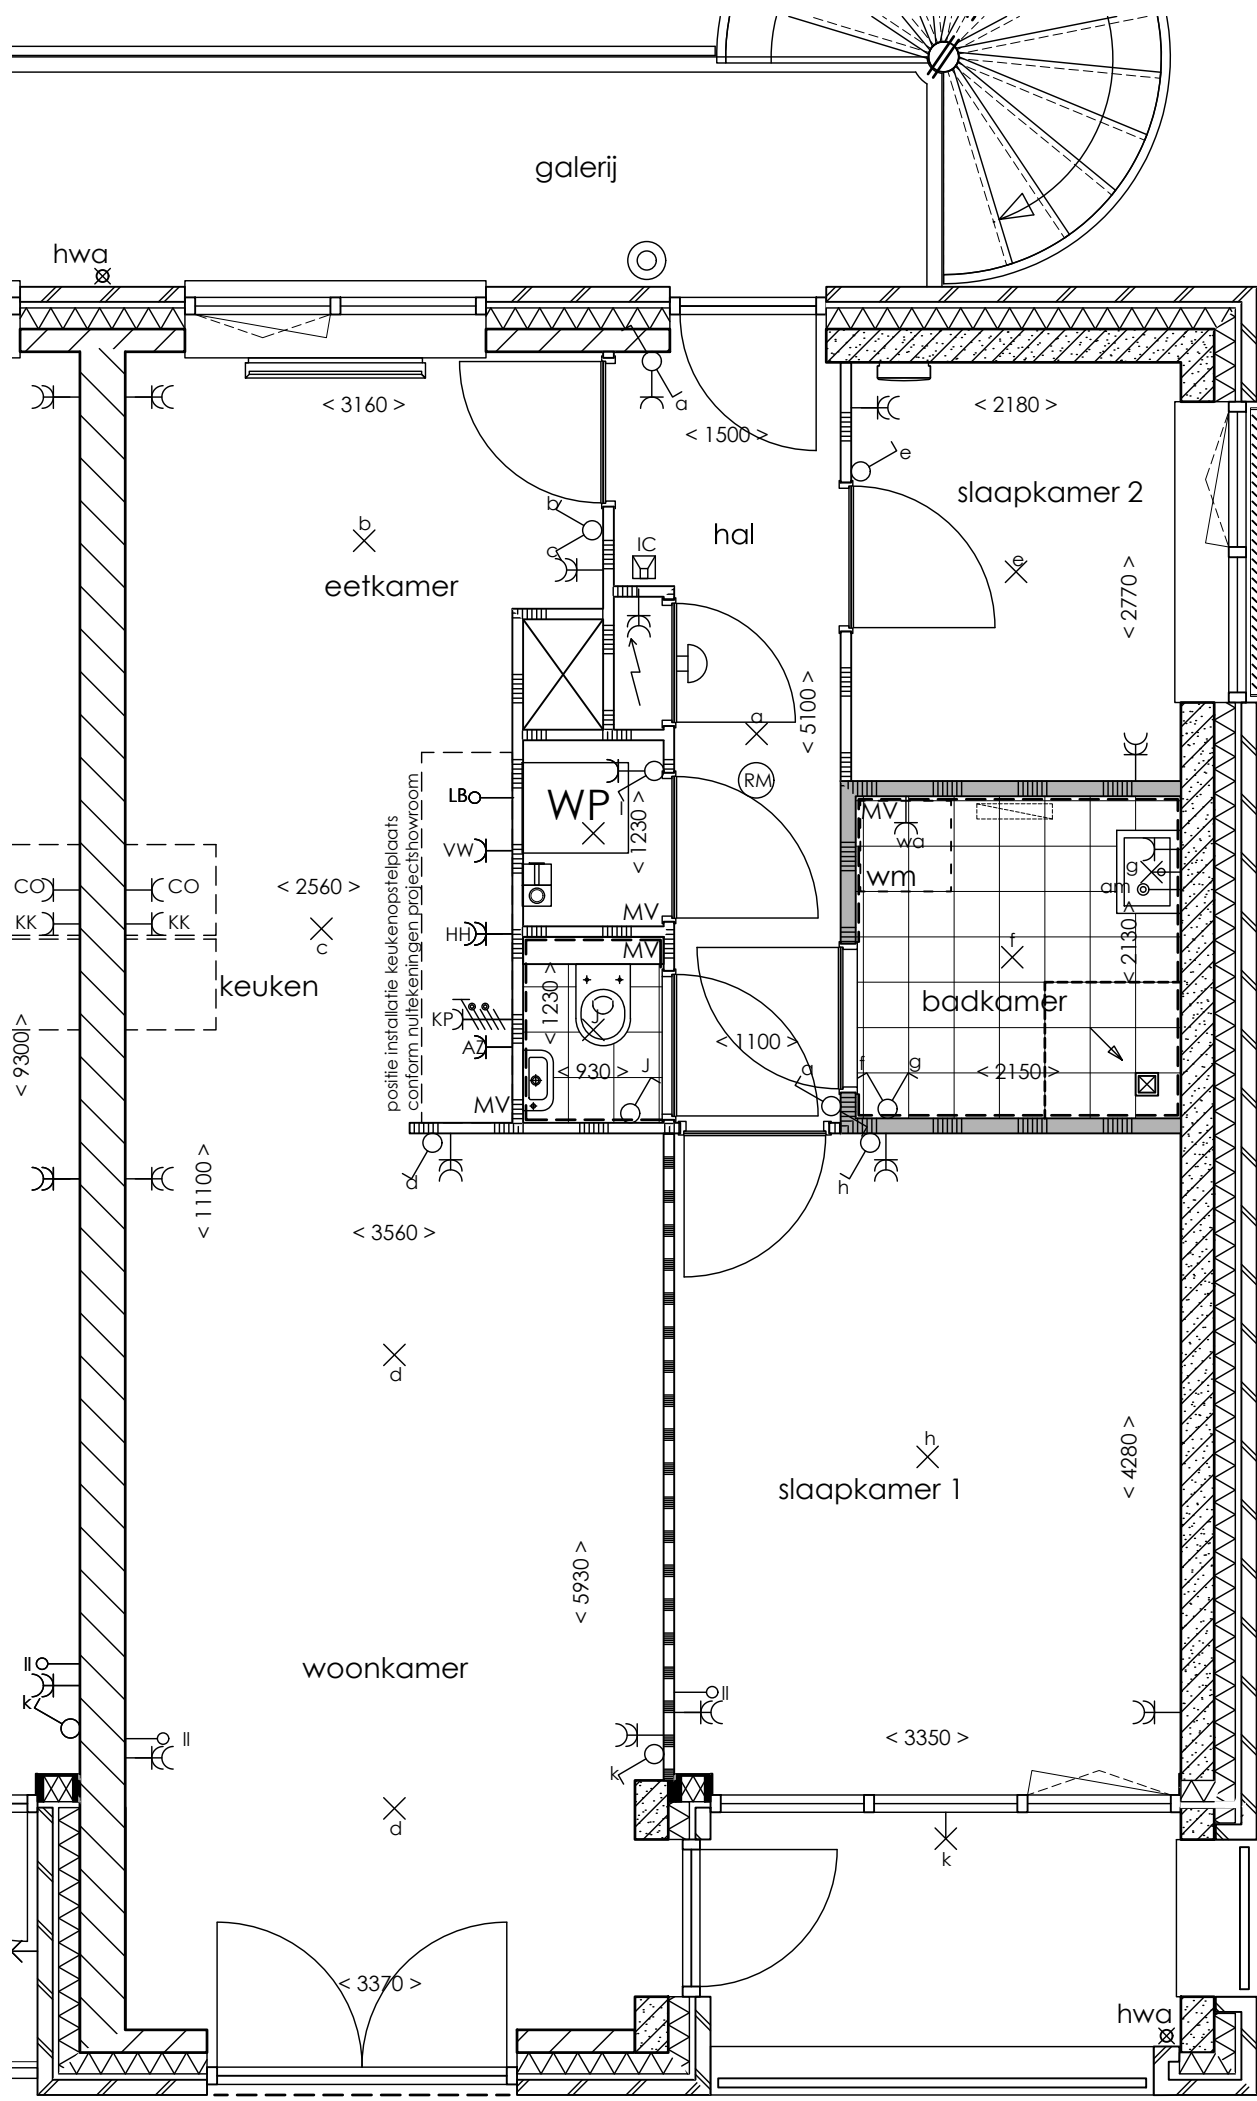 galerij
hwa
< 3160 >
a
< 1500 >
< 2180 >
e
slaapkamer 2
b
b
c
hal
IC
eetkamer
e
< 2770 >
a
< 5100 >
RM
positie installatie keukenopstelplaats
conform nultekeningen projectshowroom
LB
WP
< 1230 >
MV
wa
VW
g
wm
am
CO
CO
< 2560 >
KK
KK
c
MV
HH
MV
f
< 2130 >
keuken
< 1230 >
badkamer
KP
J
AZ
< 1100 >
< 9300 >
< 930 >
J
a
f
g
< 2150 >
MV
d
h
< 11100 >
< 3560 >
d
h
slaapkamer 1
< 4280 >
< 5930 >
woonkamer
II
II
k
II
< 3350 >
k
d
k
< 3370 >
hwa